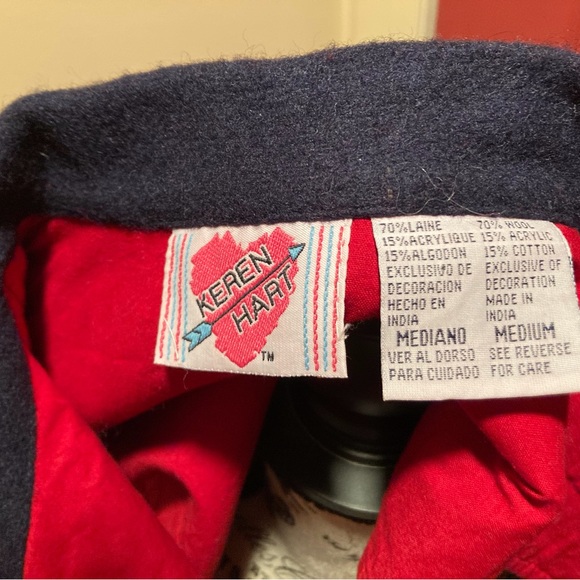 KEREN
HART
TM
70%LAINE 70% WOOL
15%ACRYLIQUE 15% ACRYLIC
15%ALGODON 15% COTTON
EXCLUSIVO DE EXCLUSIVE OF
DECORACION DECORATION
HECHO EN MADE IN
INDIA INDIA
MEDIANO MEDIUM
VER AL DORSO SEE REVERSE
PARA CUIDADO FOR CARE